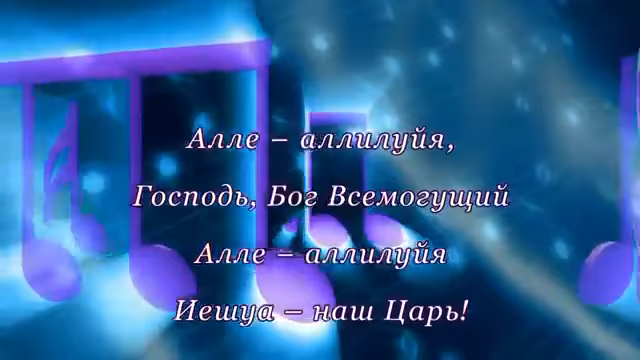 Алле – аллилуйя,
Господь, Бог Всемогущий
Алле – аллилуйя
Иешуа – наш Царь!